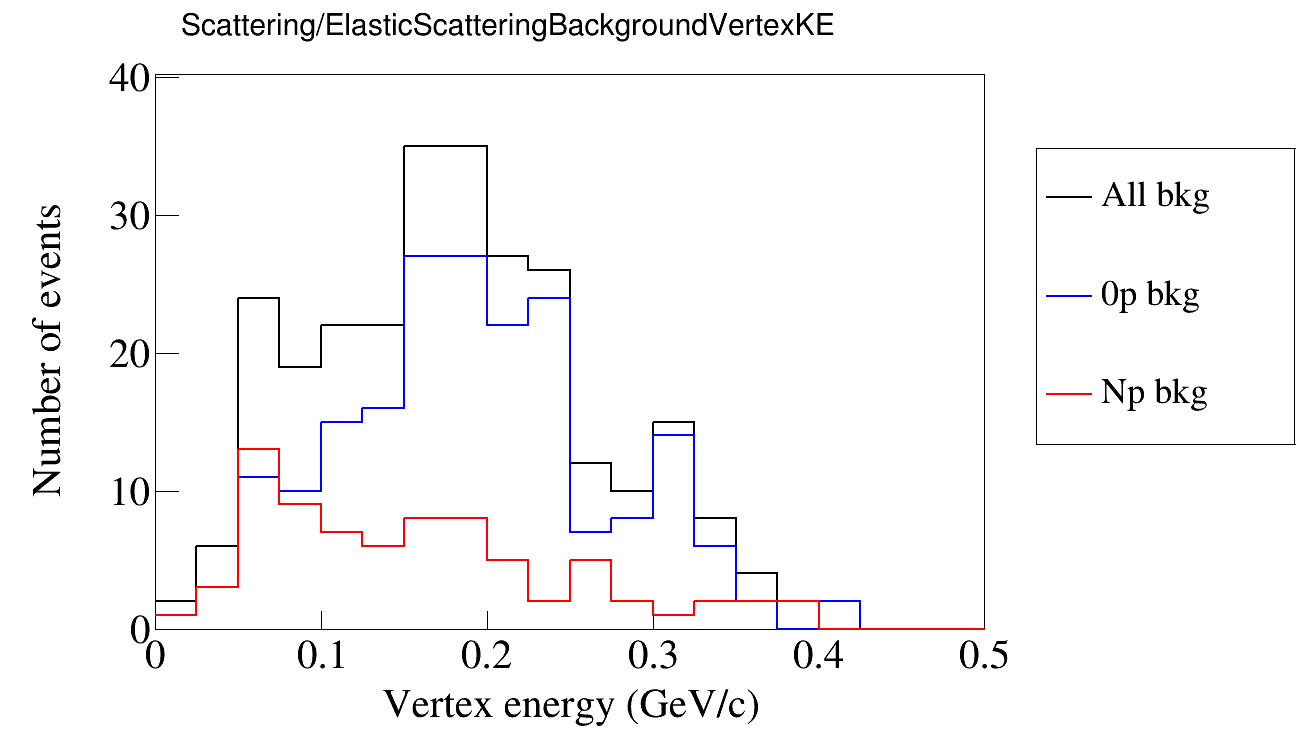 Scattering/ElasticScatteringBackgroundVertexKE
40
30
20
10
0
Number of events
0 0.1 0.2 0.3 0.4 0.5
Vertex energy (GeV/c)
All bkg
0p bkg
Np bkg